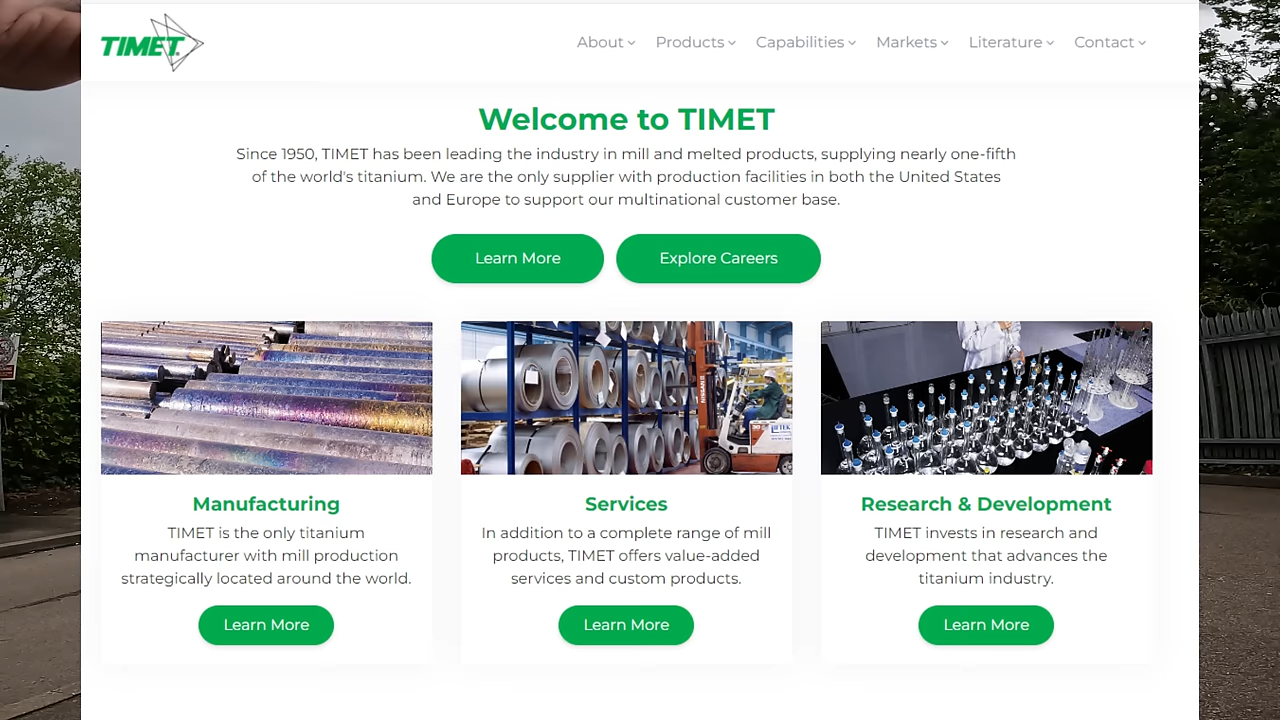 TIMET
About
Products
Capabilities
Markets
Literature
Contact
Welcome to TIMET
Since 1950, TIMET has been leading the industry in mill and melted products, supplying nearly one-fifth
of the world's titanium. We are the only supplier with production facilities in both the United States
and Europe to support our multinational customer base.
Learn More
Explore Careers
Manufacturing
TIMET is the only titanium
manufacturer with mill production
strategically located around the world.
Learn More
NISSAN
Services
In addition to a complete range of mill
products, TIMET offers value-added
services and custom products.
Learn More
Research & Development
TIMET invests in research and
development that advances the
titanium industry.
Learn More